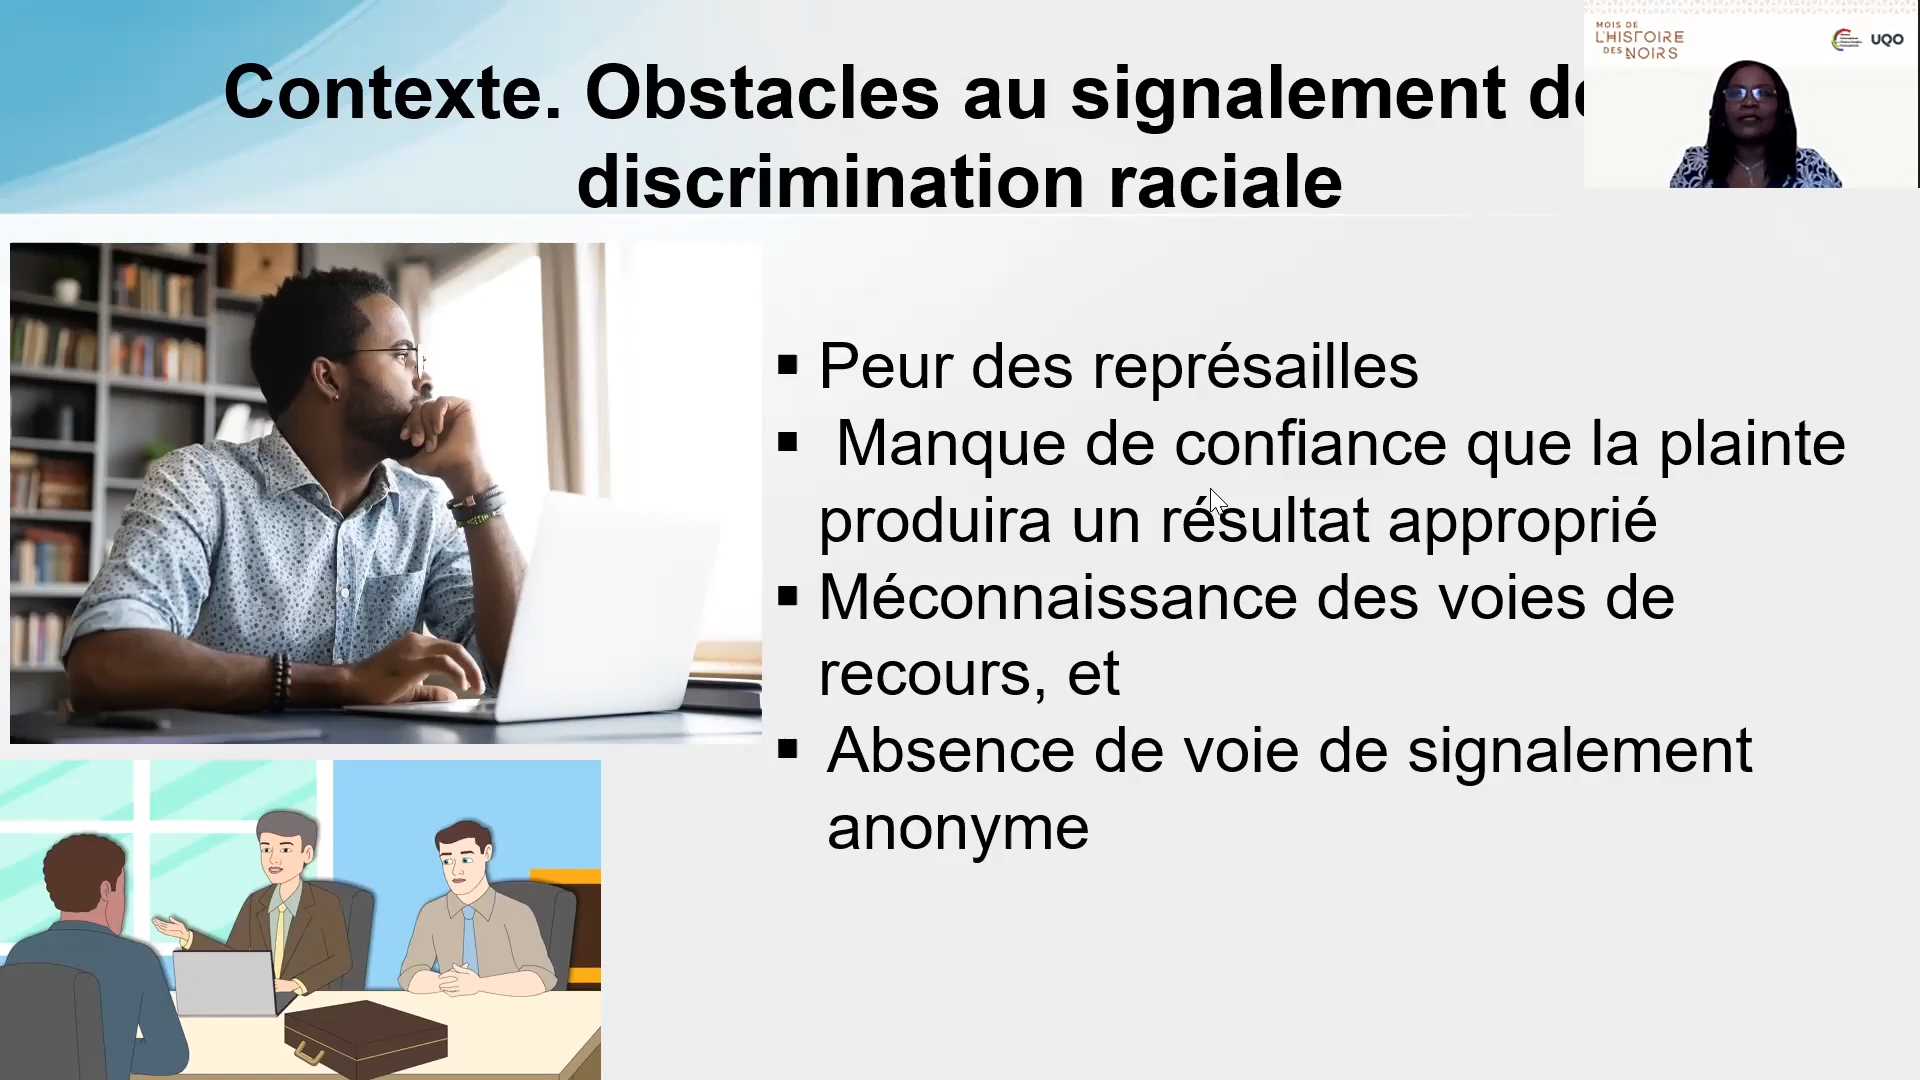 Contexte. Obstacles au signalement
discrimination raciale
MOIS DE
L'HISTOIRE
DES NOIRS
UQO
▪ Peur des représailles
▪ Manque de confiance que la plainte
produira un résultat approprié
▪ Méconnaissance des voies de
recours, et
▪ Absence de voie de signalement
anonyme